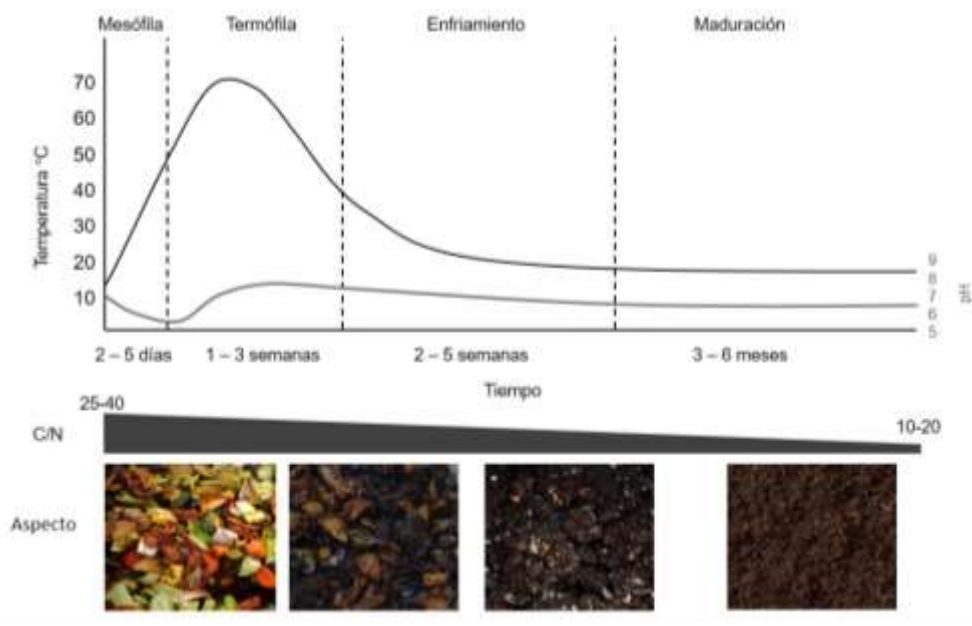 Mesófila Termófila Enfriamiento Maduración
Temperatura °C
70
60
50
40
30
20
10
9
8
7
6
5
pH
2 – 5 días 1 – 3 semanas 2 – 5 semanas 3 – 6 meses
Tiempo
25-40
10-20
C/N
Aspecto